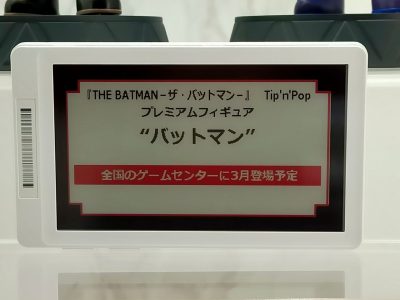 『THE BATMAN－ザ・バットマン－』 Tip'n'Pop
プレミアムフィギュア
“バットマン”
全国のゲームセンターに3月登場予定